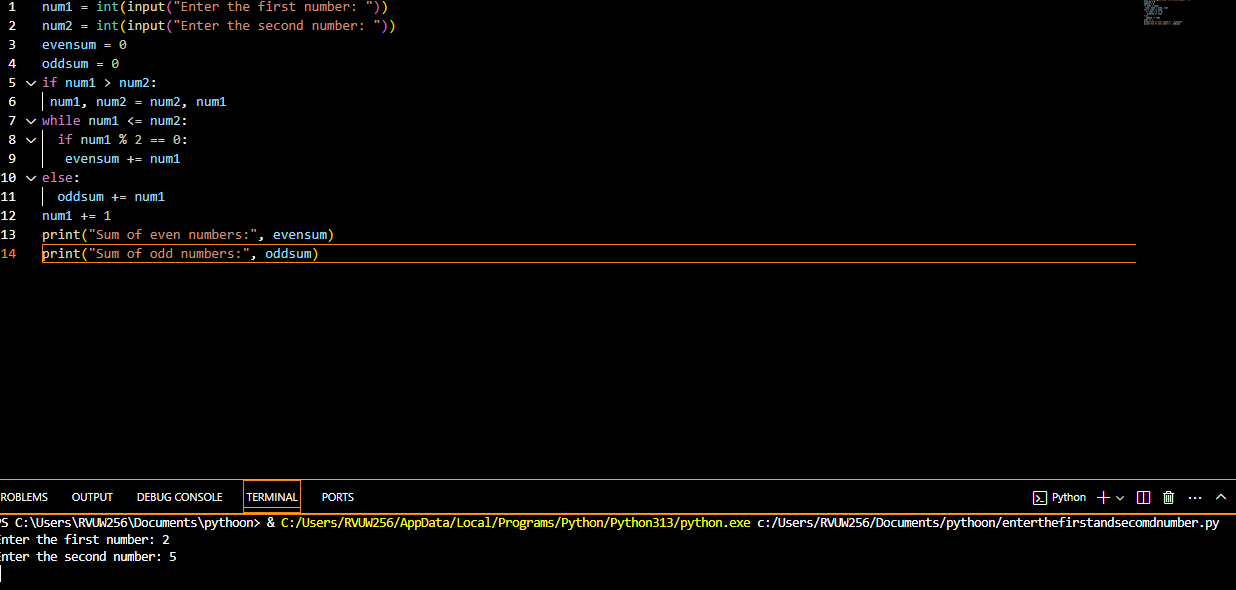 1 num1 = int(input("Enter the first number: "))
2 num2 = int(input("Enter the second number: "))
3 evensum = 0
4 oddsum = 0
5 if num1 > num2:
6 num1, num2 = num2, num1
7 while num1 <= num2:
8 if num1 % 2 == 0:
9 evensum += num1
10 else:
11 oddsum += num1
12 num1 += 1
13 print("Sum of even numbers:", evensum)
14 print("Sum of odd numbers:", oddsum)
ROBLEMS OUTPUT DEBUG CONSOLE TERMINAL PORTS Python
PS C:\Users\RVUW256\Documents\pythoon> & C:/Users/RVUW256/AppData/Local/Programs/Python/Python313/python.exe c:/Users/RVUW256/Documents/pythoon/enterthefirstandsecomdnumber.py
Enter the first number: 2
Enter the second number: 5